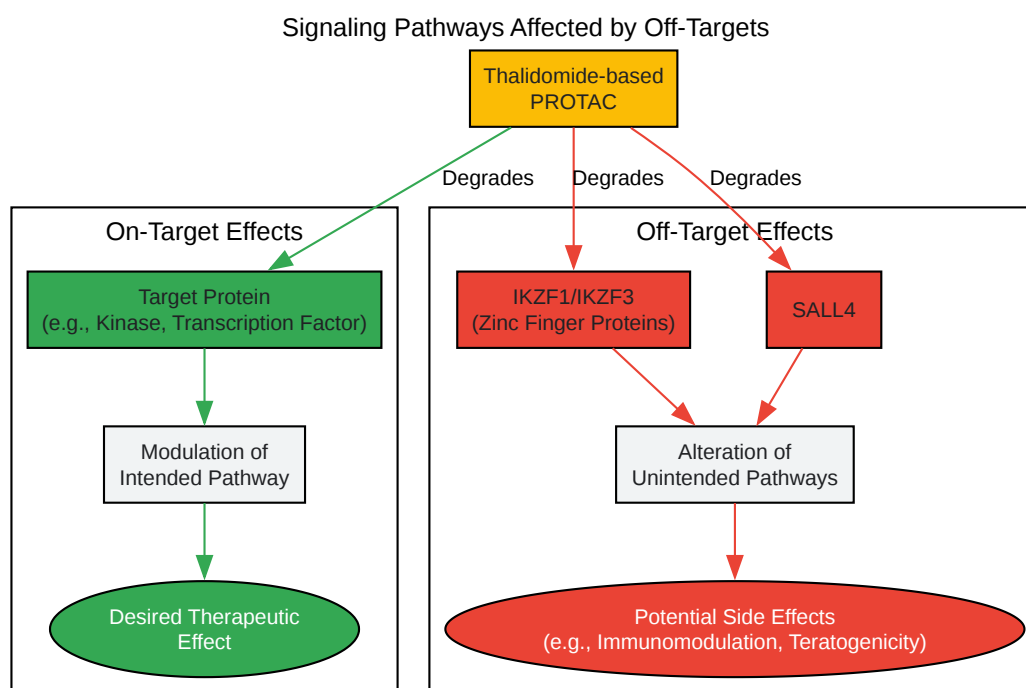 Signaling Pathways Affected by Off-Targets
Thalidomide-based
PROTAC
Degrades
Degrades
Degrades
On-Target Effects
Off-Target Effects
Target Protein
(e.g., Kinase, Transcription Factor)
IKZF1/IKZF3
(Zinc Finger Proteins)
SALL4
Modulation of
Intended Pathway
Alteration of
Unintended Pathways
Desired Therapeutic
Effect
Potential Side Effects
(e.g., Immunomodulation, Teratogenicity)